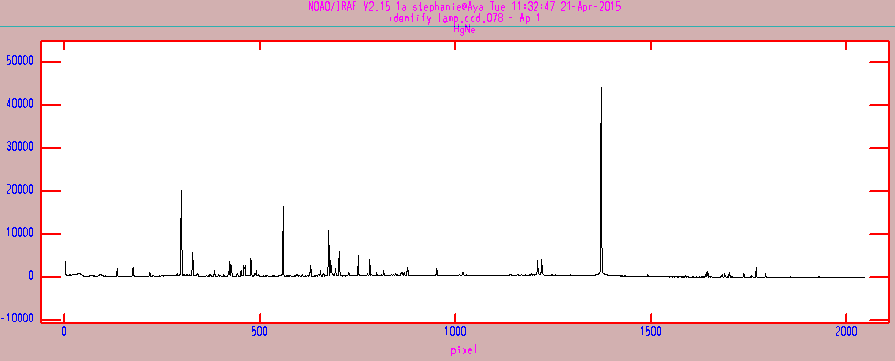 NOAO/IRAF V2.15.1a stephanie@Aya Tue 11:32:47 21-Apr-2015
identify lamp.ccd.078 - Ap 1
HgNe
50000
40000
30000
20000
10000
0
-10000
0 500 1000 1500 2000
pixel